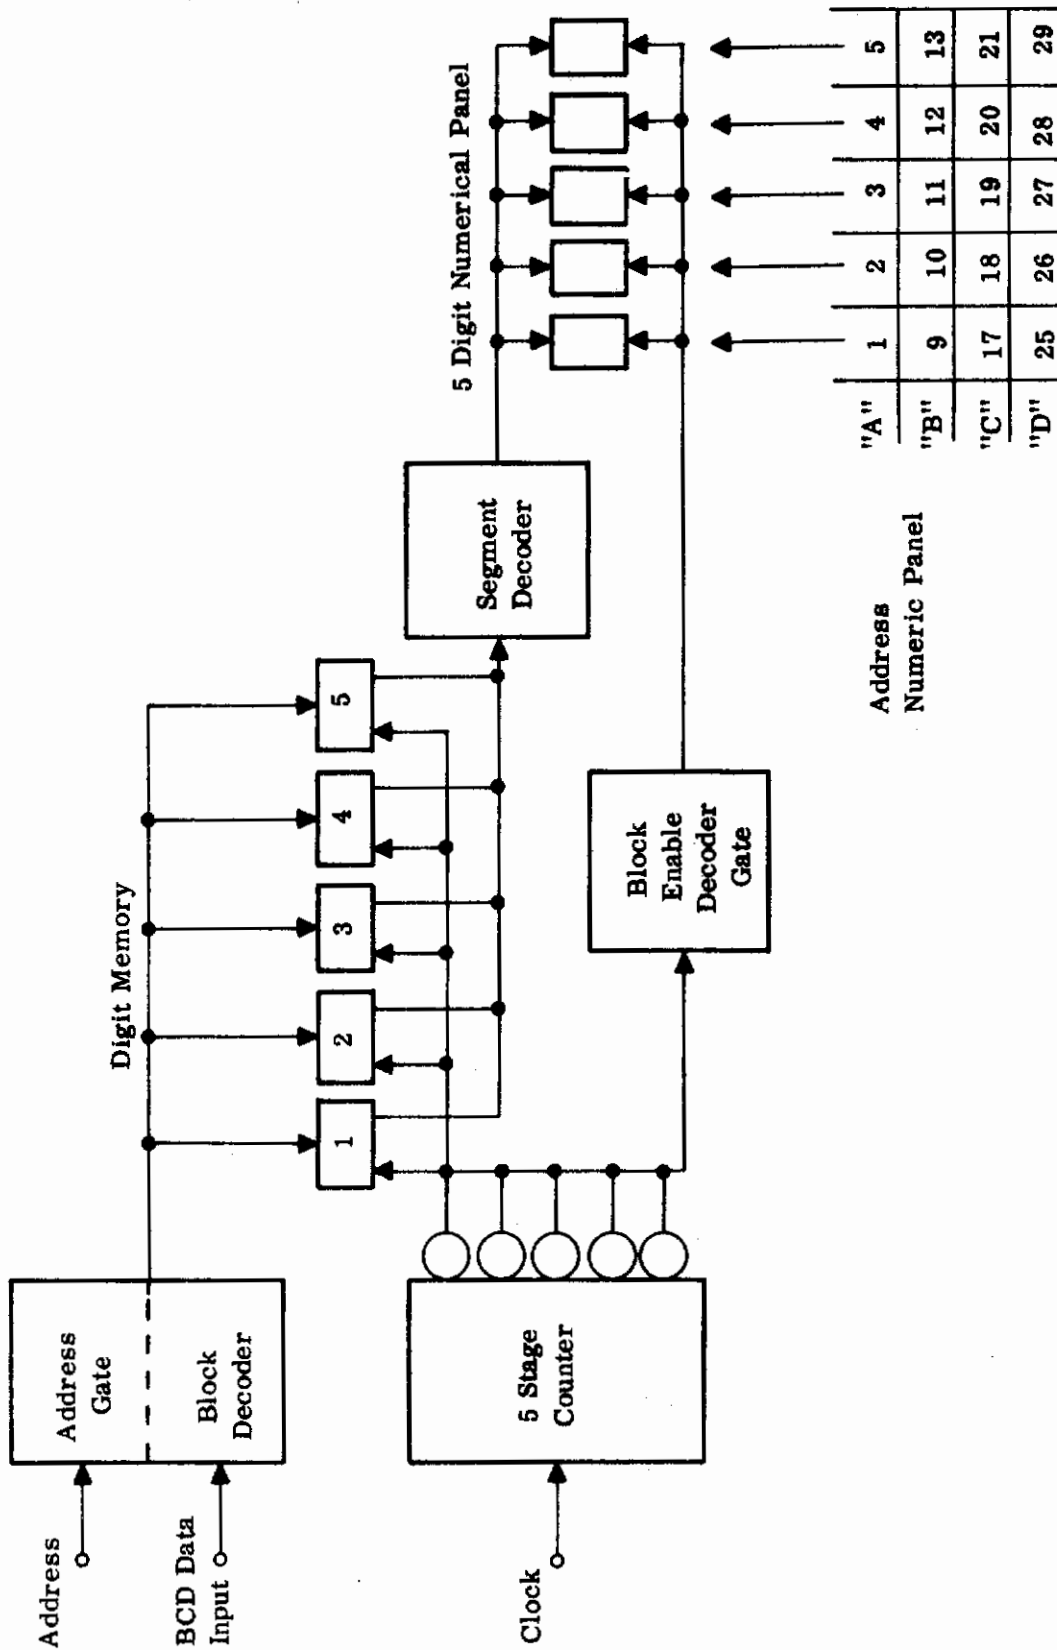 Address
BCD Data
Input
Clock
Address
Gate
Block
Decoder
5 Stage
Counter
Digit Memory
1
2
3
4
5
Segment
Decoder
Block
Enable
Decoder
Gate
5 Digit Numerical Panel
Address
Numeric Panel
"A" 1 2 3 4 5
"B" 9 10 11 12 13
"C" 17 18 19 20 21
"D" 25 26 27 28 29